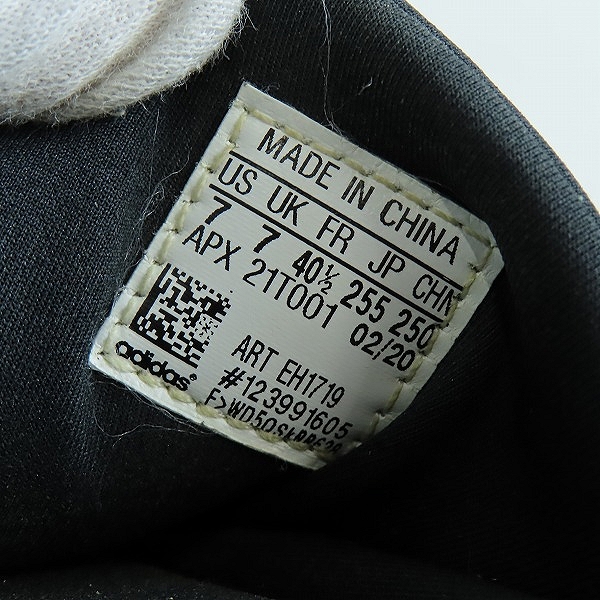 MADE IN CHINA
US UK FR JP CHN
7 7 40½ 255 250
APX 21T001 02/20
adidas®
ART EH1719
#123991605